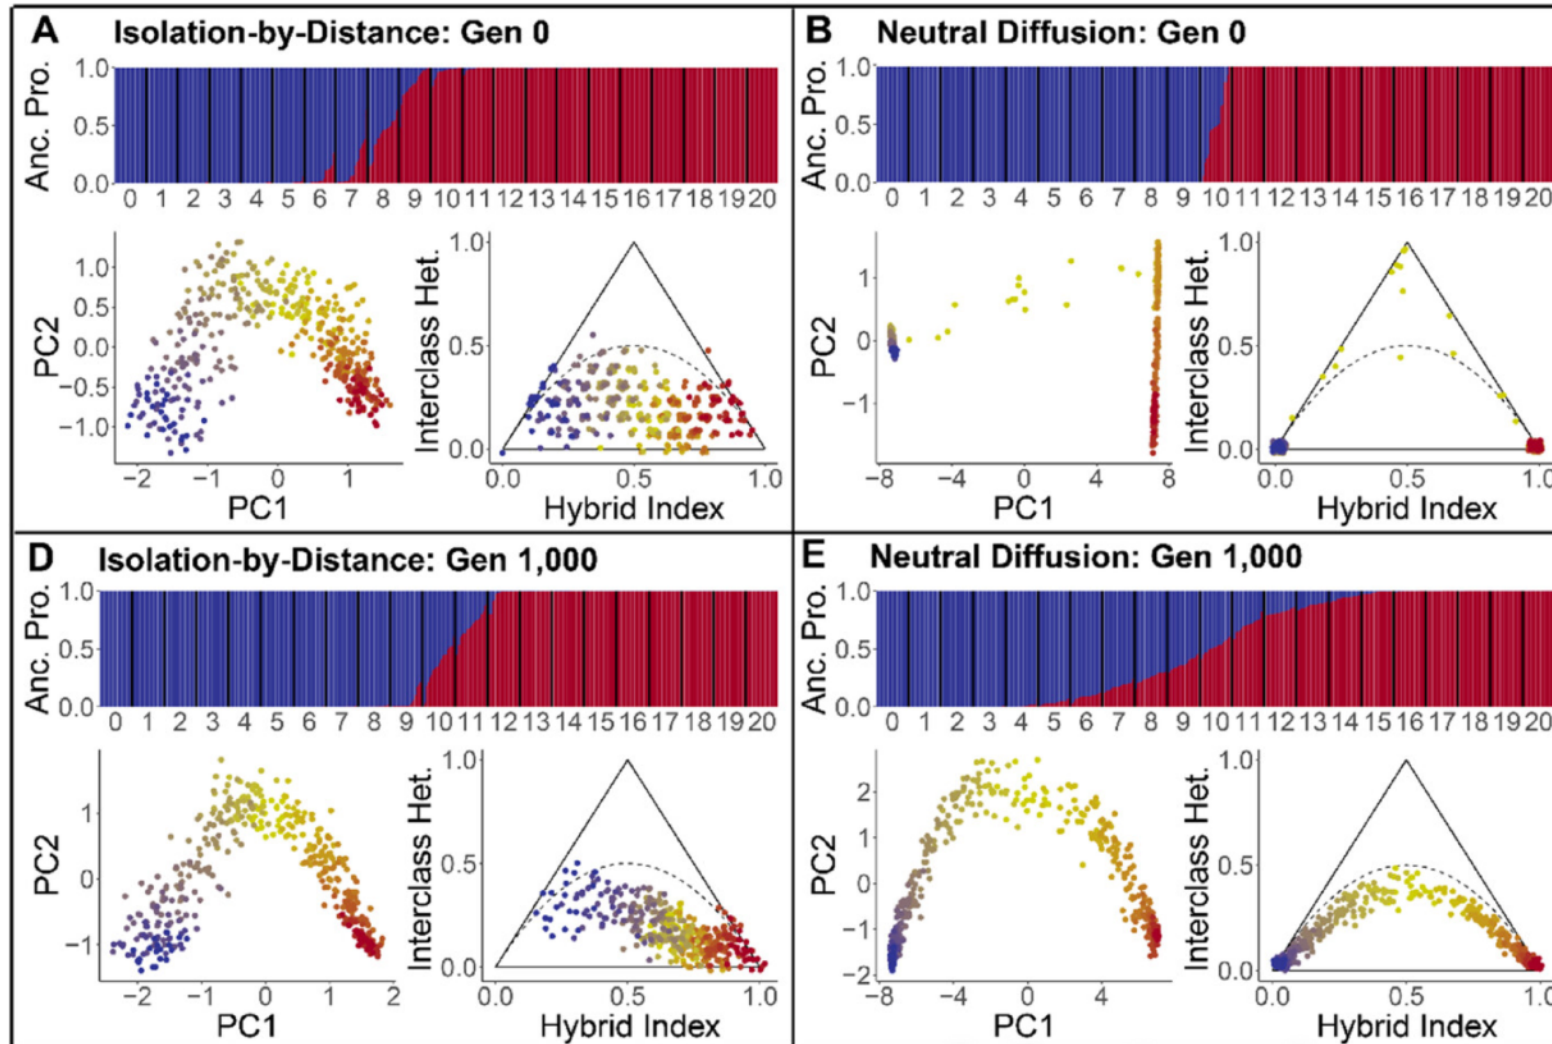 A Isolation-by-Distance: Gen 0
Anc. Pro.
1.0
0.5
0.0
0 1 2 3 4 5 6 7 8 9 10 11 12 13 14 15 16 17 18 19 20
PC2
1.0
0.5
0.0
−0.5
−1.0
−2 −1 0 1
PC1
Interclass Het.
1.0
0.5
0.0
0.0 0.5 1.0
Hybrid Index
B Neutral Diffusion: Gen 0
Anc. Pro.
1.0
0.5
0.0
0 1 2 3 4 5 6 7 8 9 10 11 12 13 14 15 16 17 18 19 20
PC2
1
0
−1
−8 −4 0 4 8
PC1
Interclass Het.
1.0
0.5
0.0
0.0 0.5 1.0
Hybrid Index
D Isolation-by-Distance: Gen 1,000
Anc. Pro.
1.0
0.5
0.0
0 1 2 3 4 5 6 7 8 9 10 11 12 13 14 15 16 17 18 19 20
PC2
1
0
−1
−2 −1 0 1 2
PC1
Interclass Het.
1.0
0.5
0.0
0.0 0.5 1.0
Hybrid Index
E Neutral Diffusion: Gen 1,000
Anc. Pro.
1.0
0.5
0.0
0 1 2 3 4 5 6 7 8 9 10 11 12 13 14 15 16 17 18 19 20
PC2
2
1
0
−1
−2
−8 −4 0 4
PC1
Interclass Het.
1.0
0.5
0.0
0.0 0.5 1.0
Hybrid Index